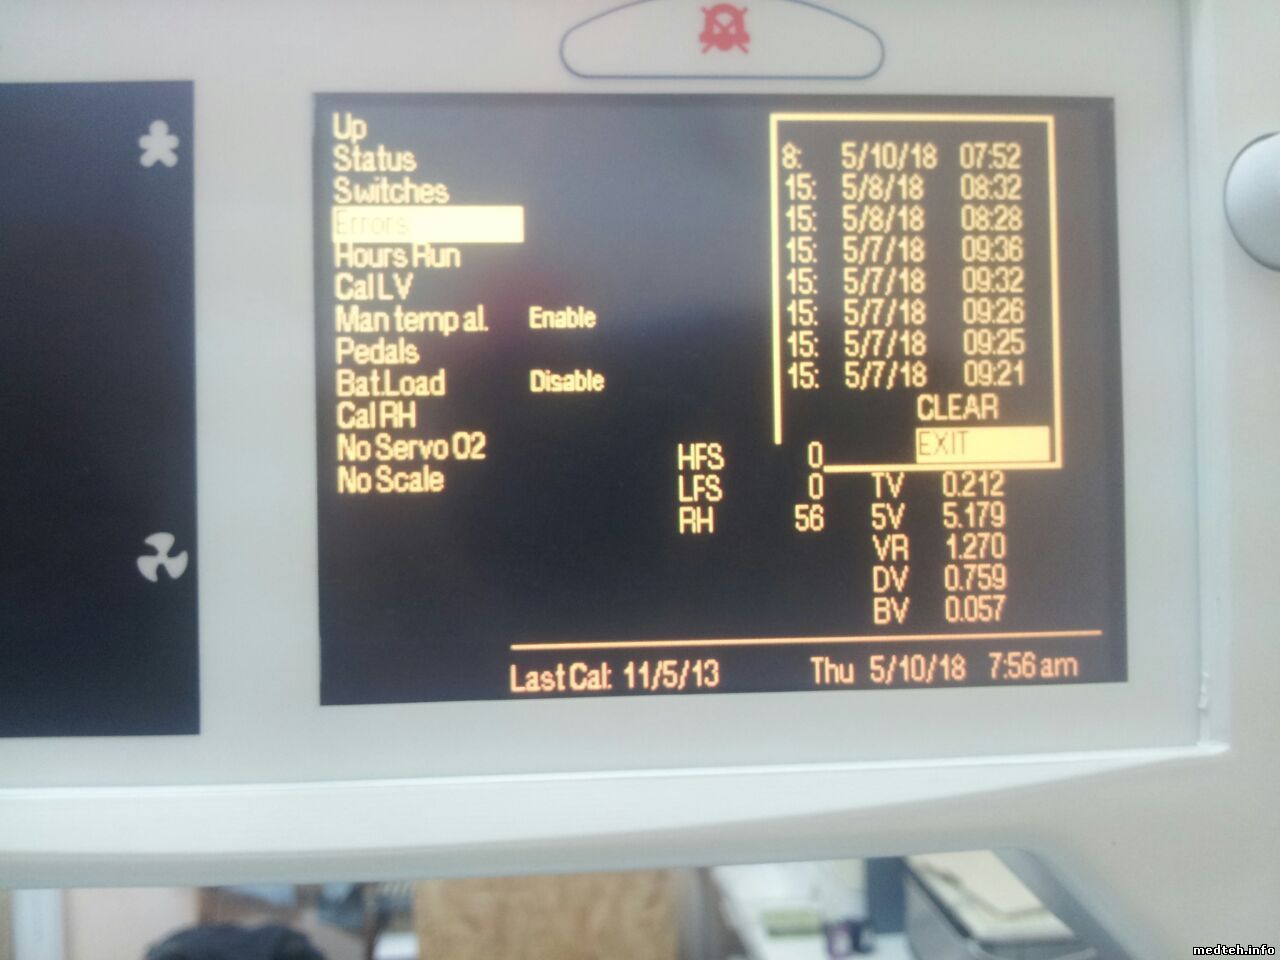 Up
Status
Switches
Errors
Hours Run
Cal LV
Man temp al. Enable
Pedals
Bat.Load Disable
Cal RH
No Servo O2
No Scale
8: 5/10/18 07:52
15: 5/8/18 08:32
15: 5/8/18 08:28
15: 5/7/18 09:36
15: 5/7/18 09:32
15: 5/7/18 09:26
15: 5/7/18 09:25
15: 5/7/18 09:21
CLEAR
EXIT
HFS 0
LFS 0
RH 56
TV 0.212
5V 5.179
VR 1.270
DV 0.759
BV 0.057
Last Cal: 11/5/13 Thu 5/10/18 7:56 am
medteh.info